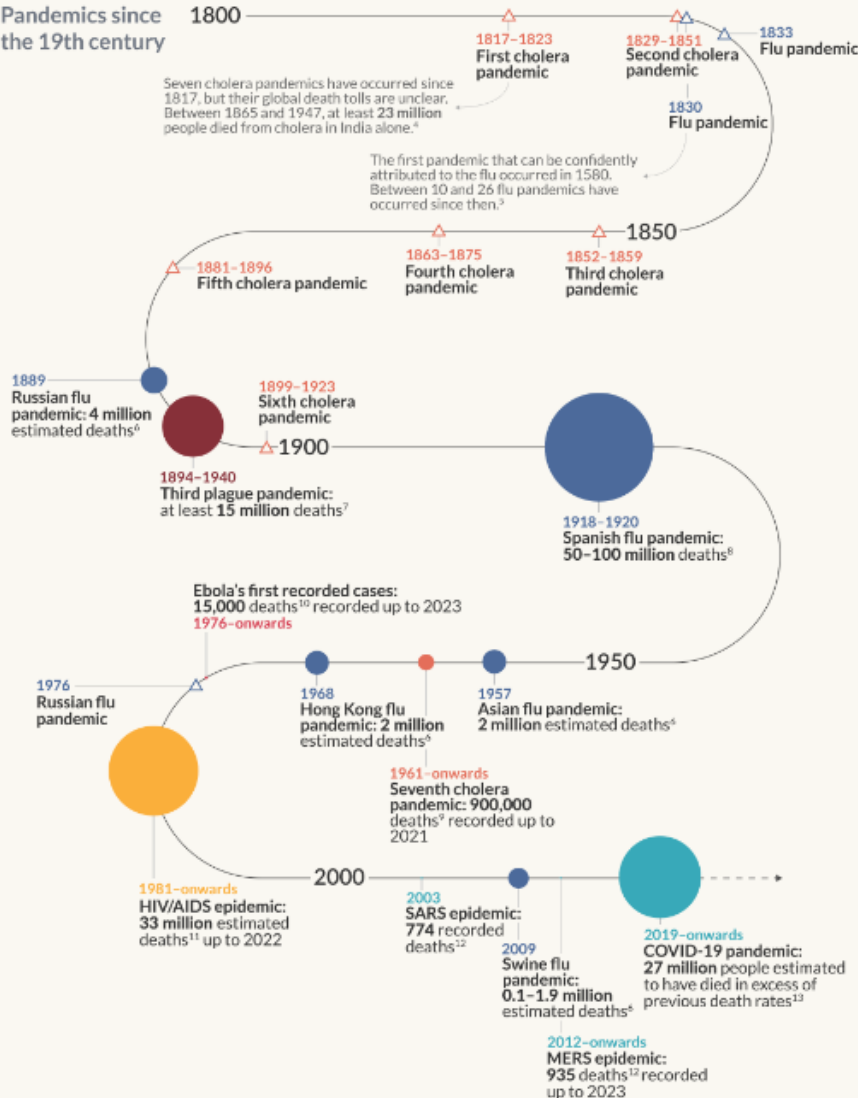 Pandemics since
the 19th century
1800
1817–1823
First cholera
pandemic
1829–1851
Second cholera
pandemic
1833
Flu pandemic
1830
Flu pandemic
Seven cholera pandemics have occurred since
1817, but their global death tolls are unclear.
Between 1865 and 1947, at least 23 million
people died from cholera in India alone.⁴
The first pandemic that can be confidently
attributed to the flu occurred in 1580.
Between 10 and 26 flu pandemics have
occurred since then.⁵
1850
1852–1859
Third cholera
pandemic
1863–1875
Fourth cholera
pandemic
1881–1896
Fifth cholera pandemic
1889
Russian flu
pandemic: 4 million
estimated deaths⁶
1894–1940
Third plague pandemic:
at least 15 million deaths⁷
1899–1923
Sixth cholera
pandemic
1900
1918–1920
Spanish flu pandemic:
50–100 million deaths⁸
1950
1957
Asian flu pandemic:
2 million estimated deaths⁶
1961–onwards
Seventh cholera
pandemic: 900,000
deaths⁹ recorded up to
2021
1968
Hong Kong flu
pandemic: 2 million
estimated deaths⁶
Ebola's first recorded cases:
15,000 deaths¹⁰ recorded up to 2023
1976–onwards
1976
Russian flu
pandemic
1981–onwards
HIV/AIDS epidemic:
33 million estimated
deaths¹¹ up to 2022
2000
2003
SARS epidemic:
774 recorded
deaths¹²
2009
Swine flu
pandemic:
0.1–1.9 million
estimated deaths⁶
2012–onwards
MERS epidemic:
935 deaths¹² recorded
up to 2023
2019–onwards
COVID-19 pandemic:
27 million people estimated
to have died in excess of
previous death rates¹³